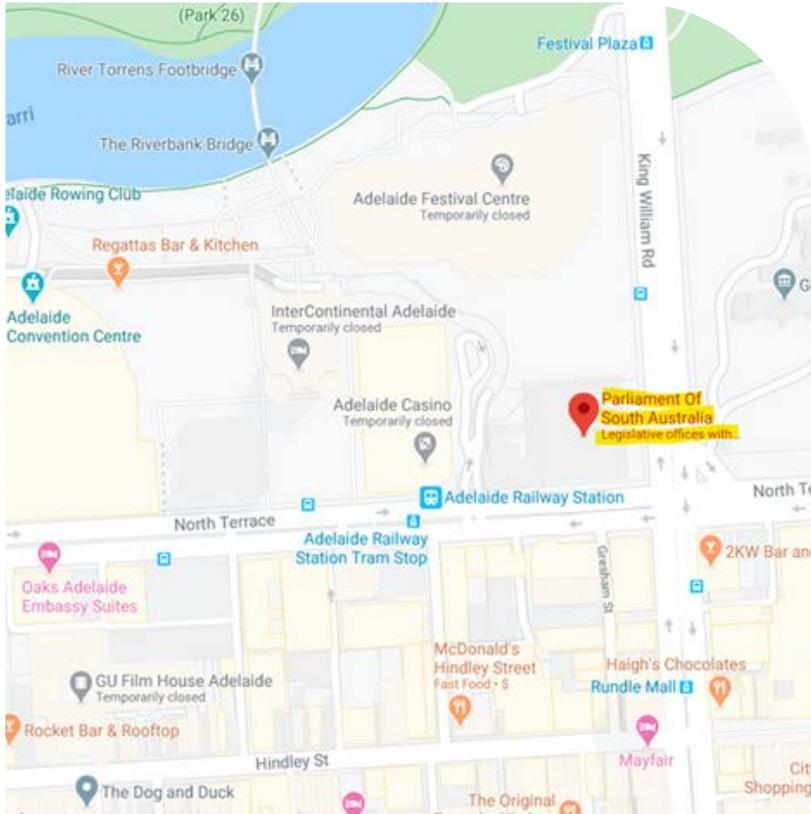 (Park 26)
Festival Plaza
River Torrens Footbridge
arri
The Riverbank Bridge
King William Rd
Adelaide Festival Centre
Temporarily closed
elaide Rowing Club
Regattas Bar & Kitchen
Adelaide
Convention Centre
InterContinental Adelaide
Temporarily closed
Adelaide Casino
Temporarily closed
Parliament Of
South Australia
Legislative offices with...
Adelaide Railway Station
North Terrace
North Te
Adelaide Railway
Station Tram Stop
Gresham St
2KW Bar an
Oaks Adelaide
Embassy Suites
McDonald's
Hindley Street
Fast Food • $
Haigh's Chocolates
Rundle Mall
GU Film House Adelaide
Temporarily closed
Rocket Bar & Rooftop
Hindley St
Mayfair
The Dog and Duck
The Original
Shopping